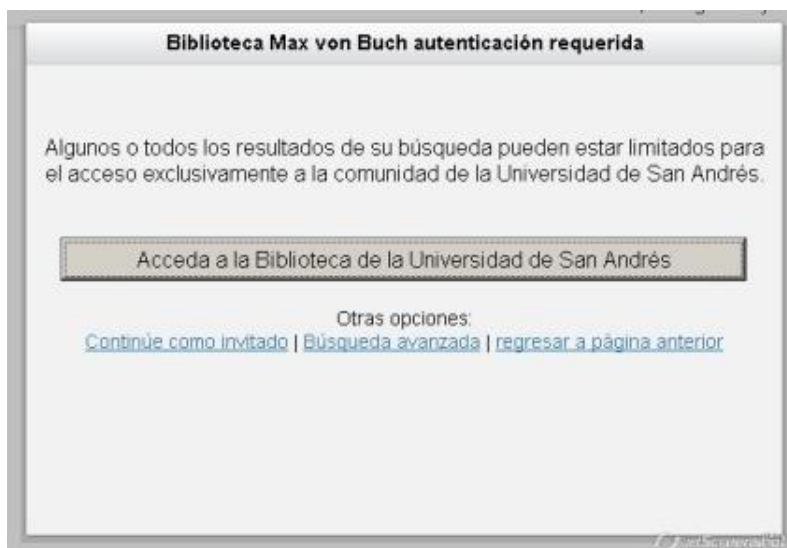 Biblioteca Max von Buch autenticación requerida
Algunos o todos los resultados de su búsqueda pueden estar limitados para
el acceso exclusivamente a la comunidad de la Universidad de San Andrés.
Acceda a la Biblioteca de la Universidad de San Andrés
Otras opciones:
Continúe como invitado | Búsqueda avanzada | regresar a página anterior